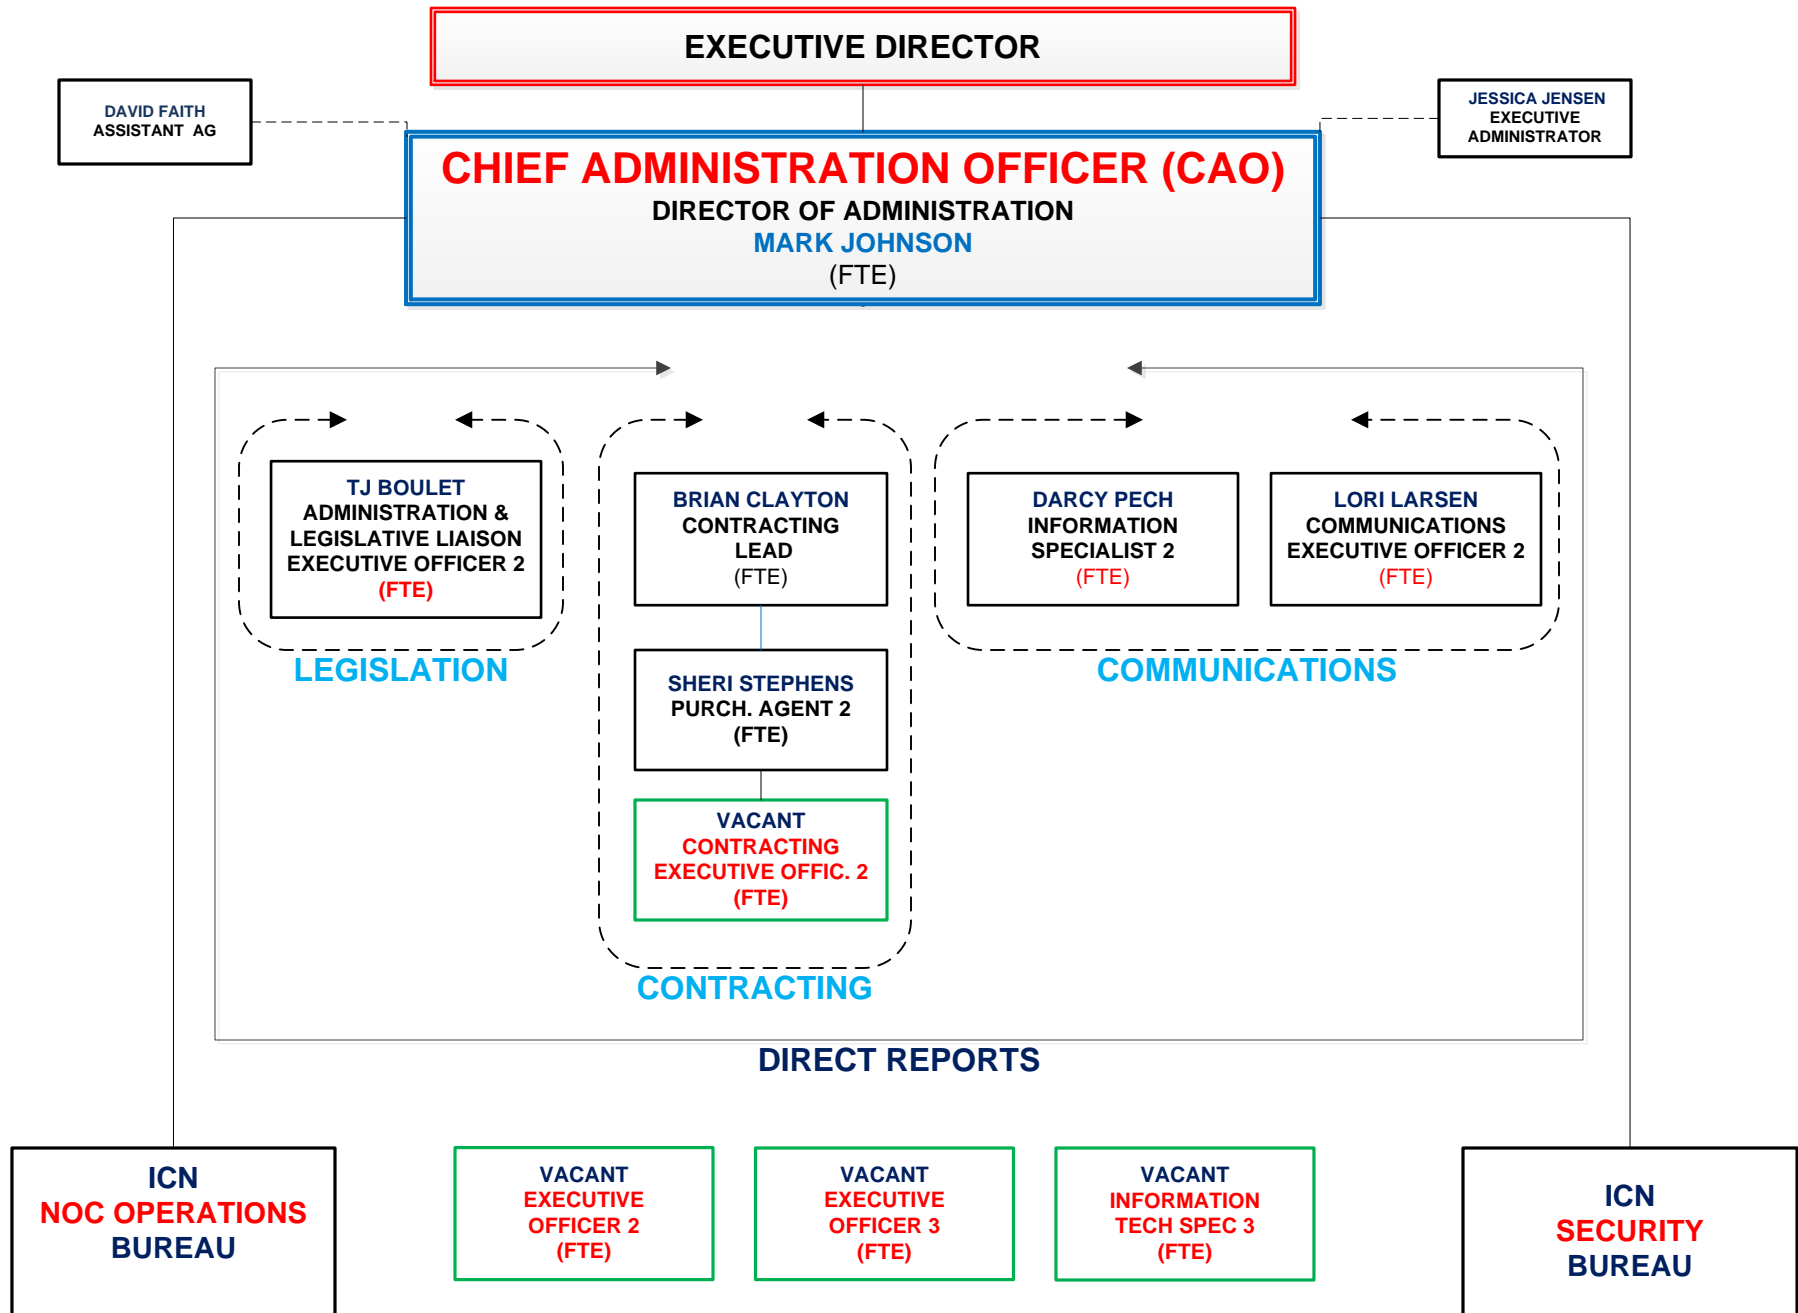 EXECUTIVE DIRECTOR
DAVID FAITH
ASSISTANT AG
JESSICA JENSEN
EXECUTIVE
ADMINISTRATOR
CHIEF ADMINISTRATION OFFICER (CAO)
DIRECTOR OF ADMINISTRATION
MARK JOHNSON
(FTE)
TJ BOULET
ADMINISTRATION &
LEGISLATIVE LIAISON
EXECUTIVE OFFICER 2
(FTE)
LEGISLATION
BRIAN CLAYTON
CONTRACTING
LEAD
(FTE)
SHERI STEPHENS
PURCH. AGENT 2
(FTE)
VACANT
CONTRACTING
EXECUTIVE OFFIC. 2
(FTE)
CONTRACTING
DARCY PECH
INFORMATION
SPECIALIST 2
(FTE)
LORI LARSEN
COMMUNICATIONS
EXECUTIVE OFFICER 2
(FTE)
COMMUNICATIONS
DIRECT REPORTS
ICN
NOC OPERATIONS
BUREAU
VACANT
EXECUTIVE
OFFICER 2
(FTE)
VACANT
EXECUTIVE
OFFICER 3
(FTE)
VACANT
INFORMATION
TECH SPEC 3
(FTE)
ICN
SECURITY
BUREAU